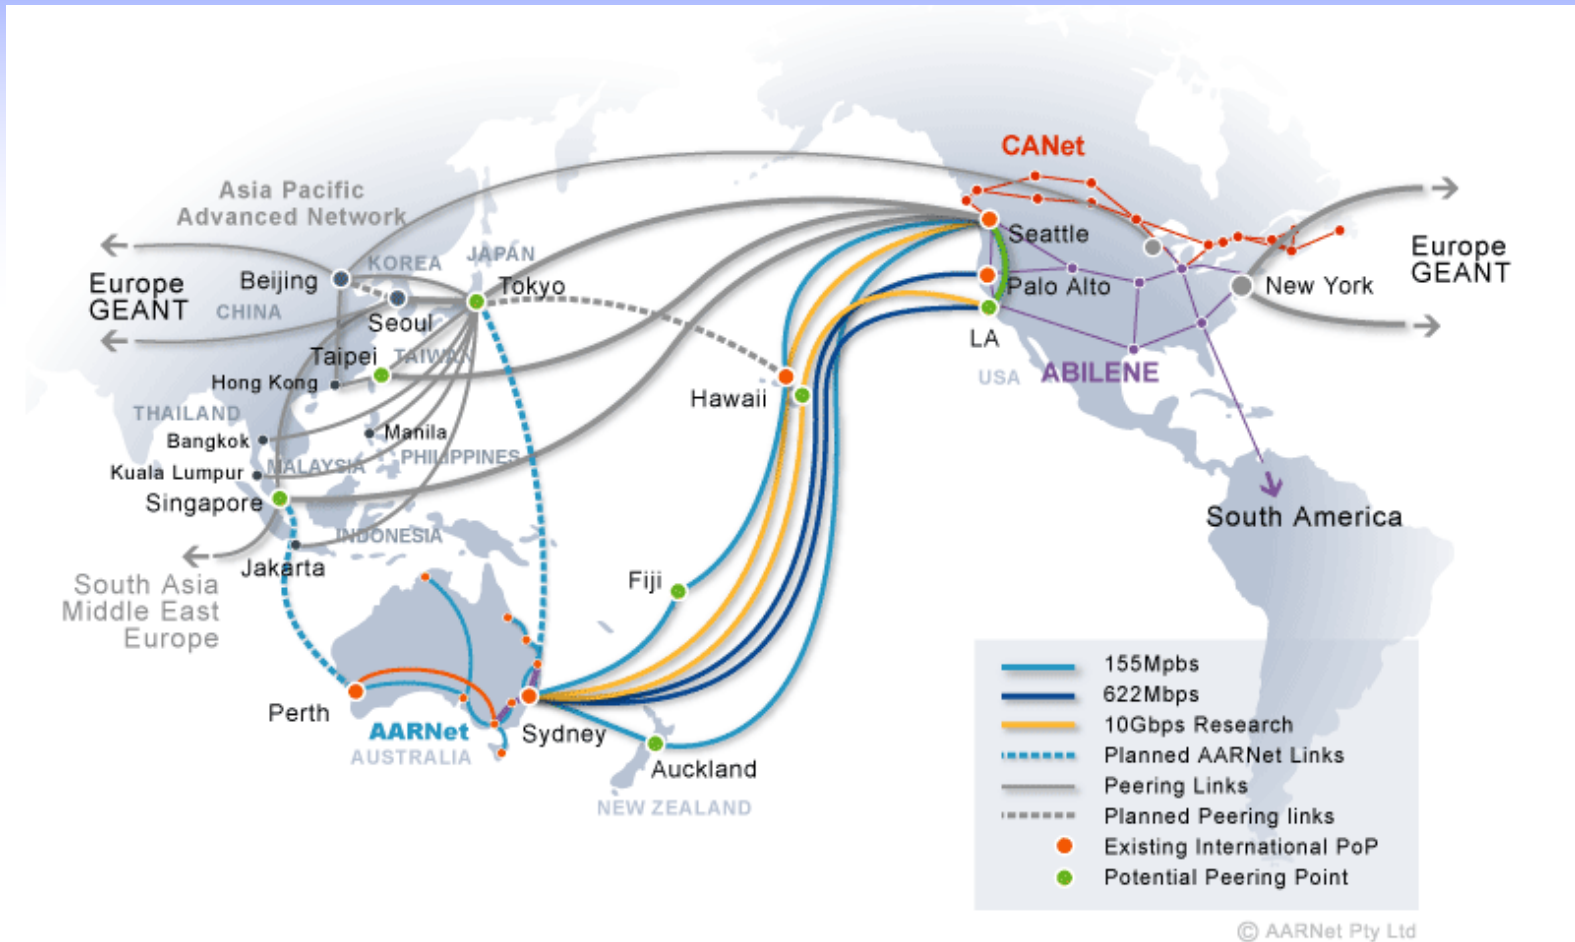 CANet
Asia Pacific
Advanced Network
Seattle
Europe
GEANT
JAPAN
KOREA
Beijing
Tokyo
Europe
GEANT
Palo Alto
New York
CHINA
Seoul
LA
Taipei
TAIWAN
Hong Kong
USA
ABILENE
Hawaii
THAILAND
Bangkok
Manila
PHILIPPINES
Kuala Lumpur
MALAYSIA
Singapore
South America
INDONESIA
Jakarta
South Asia
Middle East
Europe
Fiji
Perth
AARNet
AUSTRALIA
Sydney
Auckland
NEW ZEALAND
155Mpbs
622Mbps
10Gbps Research
Planned AARNet Links
Peering Links
Planned Peering links
Existing International PoP
Potential Peering Point
© AARNet Pty Ltd